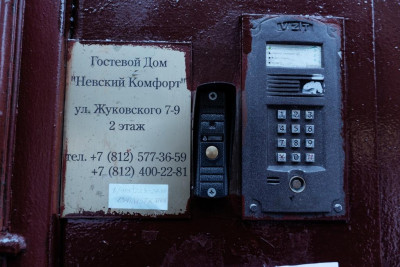 Гостевой Дом
"Невский Комфорт"
ул. Жуковского 7-9
2 этаж
тел. +7 (812) 577-36-59
+7 (812) 400-22-81
VIZIT